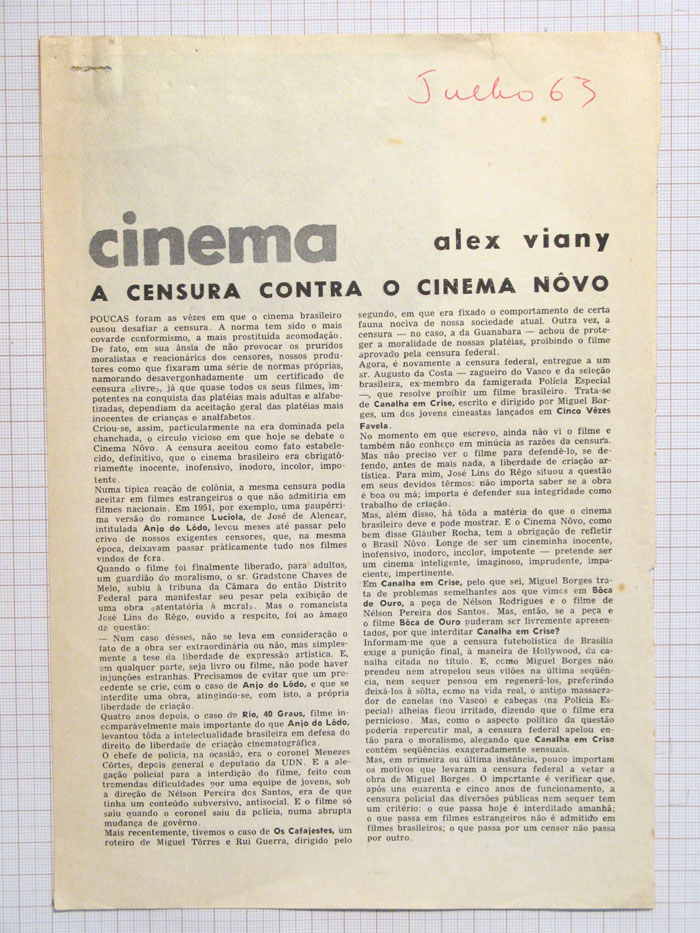 Julho 63
cinema
alex viany
A CENSURA CONTRA O CINEMA NÔVO
POUCAS foram as vêzes em que o cinema brasileiro
ousou desafiar a censura. A norma tem sido o mais
covarde conformismo, a mais prostituída acomodação.
De fato, em sua ânsia de não provocar os pruridos
moralistas e reacionários dos censores, nossos produ-
tores como que fixaram uma série de normas próprias,
namorando desavergonhadamente um certificado de
censura «livre», já que quase todos os seus filmes, im-
potentes na conquista das platéias mais adultas e alfabe-
tizadas, dependiam da aceitação geral das platéias mais
inocentes de crianças e analfabetos.
Criou-se, assim, particularmente na era dominada pela
chanchada, o círculo vicioso em que hoje se debate o
Cinema Nôvo. A censura aceitou como fato estabele-
cido, definitivo, que o cinema brasileiro era obrigatò-
riamente inocente, inofensivo, inodoro, incolor, impo-
tente.
Numa típica reação de colônia, a mesma censura podia
aceitar em filmes estrangeiros o que não admitiria em
filmes nacionais. Em 1951, por exemplo, uma paupérri-
ma versão do romance Lucíola, de José de Alencar,
intitulada Anjo do Lôdo, levou meses até passar pelo
crivo de nossos exigentes censores, que, na mesma
época, deixavam passar pràticamente tudo nos filmes
vindos de fora.
Quando o filme foi finalmente liberado, para adultos,
um guardião do moralismo, o sr. Gradstone Chaves de
Melo, subiu à tribuna da Câmara do então Distrito
Federal para manifestar seu pesar pela exibição de
uma obra «atentatória à moral». Mas o romancista
José Lins do Rêgo, ouvido a respeito, foi ao âmago
da questão:
— Num caso dêsses, não se leva em consideração o
fato de a obra ser extraordinária ou não, mas simples-
mente a tese da liberdade de expressão artística. E,
em qualquer parte, seja livro ou filme, não pode haver
injunções estranhas. Precisamos de evitar que um pre-
cedente se crie, com o caso de Anjo do Lôdo, e que se
interdite uma obra, atingindo-se, com isto, a própria
liberdade de criação.
Quatro anos depois, o caso de Rio, 40 Graus, filme in-
comparàvelmente mais importante do que Anjo do Lôdo,
levantou tôda a intelectualidade brasileira em defesa do
direito de liberdade de criação cinematográfica.
O chefe de polícia, na ocasião, era o coronel Menezes
Côrtes, depois general e deputado da UDN. E a ale-
gação policial para a interdição do filme, feito com
tremendas dificuldades por uma equipe de jovens, sob
a direção de Nélson Pereira dos Santos, era de que
tinha um conteúdo subversivo, antisocial. E o filme só
saiu quando o coronel saiu da polícia, numa abrupta
mudança de govêrno.
Mais recentemente, tivemos o caso de Os Cafajestes, um
roteiro de Miguel Tôrres e Rui Guerra, dirigido pelo
segundo, em que era fixado o comportamento de certa
fauna nociva de nossa sociedade atual. Outra vez, a
censura — no caso, a da Guanabara — achou de prote-
ger a moralidade de nossas platéias, proibindo o filme
aprovado pela censura federal.
Agora, é novamente a censura federal, entregue a um
sr. Augusto da Costa — zagueiro do Vasco e da seleção
brasileira, ex-membro da famigerada Polícia Especial
—, que resolve proibir um filme brasileiro. Trata-se
de Canalha em Crise, escrito e dirigido por Miguel Bor-
ges, um dos jovens cineastas lançados em Cinco Vêzes
Favela.
No momento em que escrevo, ainda não vi o filme e
também não conheço em minúcia as razões da censura.
Mas não preciso ver o filme para defendê-lo, se de-
fendo, antes de mais nada, a liberdade de criação ar-
tística. Para mim, José Lins do Rêgo situou a questão
em seus devidos têrmos: não importa saber se a obra
é boa ou má; importa é defender sua integridade como
trabalho de criação.
Mas, além disso, há tôda a matéria do que o cinema
brasileiro deve e pode mostrar. E o Cinema Nôvo, como
bem disse Gláuber Rocha, tem a obrigação de refletir
o Brasil Nôvo. Longe de ser um cineminha inocente,
inofensivo, inodoro, incolor, impotente — pretende ser
um cinema inteligente, imaginoso, imprudente, impa-
ciente, impertinente.
Em Canalha em Crise, pelo que sei, Miguel Borges tra-
ta de problemas semelhantes aos que vimos em Bôca
de Ouro, a peça de Nélson Rodrigues e o filme de
Nélson Pereira dos Santos. Mas, então, se a peça e
o filme Bôca de Ouro puderam ser livremente apresen-
tados, por que interditar Canalha em Crise?
Informam-me que a censura futebolística de Brasília
exige a punição final, à maneira de Hollywood, da ca-
nalha citada no título. E, como Miguel Borges não
prendeu nem atropelou seus vilões na última seqüên-
cia, nem sequer pensou em regenerá-los, preferindo
deixá-los à sôlta, como na vida real, o antigo massacra-
dor de canelas (no Vasco) e cabeças (na Polícia Es-
pecial) alheias ficou irritado, dizendo que o filme era
pernicioso. Mas, como o aspecto político da questão
poderia repercutir mal, a censura federal apelou en-
tão para o moralismo, alegando que Canalha em Crise
contém seqüências exageradamente sensuais.
Mas, em primeira ou última instância, pouco importam
os motivos que levaram a censura federal a vetar a
obra de Miguel Borges. O importante é verificar que,
após uns quarenta e cinco anos de funcionamento, a
censura policial das diversões públicas nem sequer tem
um critério: o que passa hoje é interditado amanhã;
o que passa em filmes estrangeiros não é admitido em
filmes brasileiros; o que passa por um censor não passa
por outro.